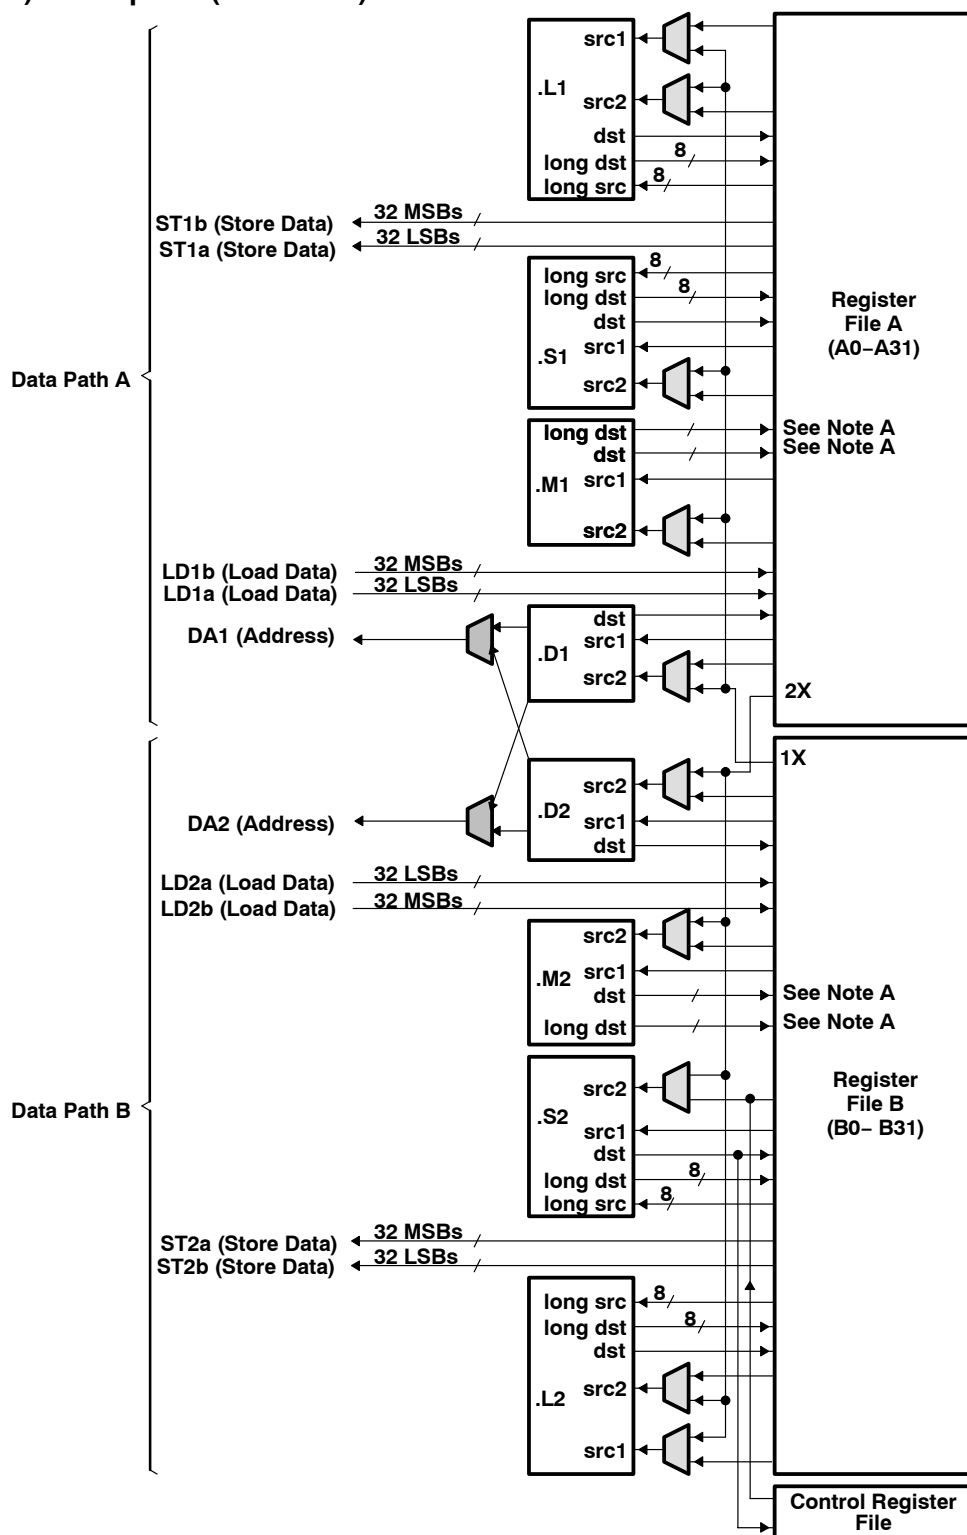 src1
.L1
src2
dst
long dst
8
long src
8
ST1b (Store Data)
32 MSBs
ST1a (Store Data)
32 LSBs
long src
8
long dst
8
dst
.S1
src1
src2
Register
File A
(A0–A31)
Data Path A
long dst
See Note A
dst
See Note A
.M1
src1
src2
LD1b (Load Data)
32 MSBs
LD1a (Load Data)
32 LSBs
DA1 (Address)
dst
src1
.D1
src2
2X
1X
src2
.D2
src1
dst
DA2 (Address)
LD2a (Load Data)
32 LSBs
LD2b (Load Data)
32 MSBs
src2
.M2
src1
dst
See Note A
long dst
See Note A
Data Path B
src2
.S2
src1
dst
long dst
8
long src
8
Register
File B
(B0– B31)
ST2a (Store Data)
32 MSBs
ST2b (Store Data)
32 LSBs
long src
8
long dst
8
dst
.L2
src2
src1
Control Register
File